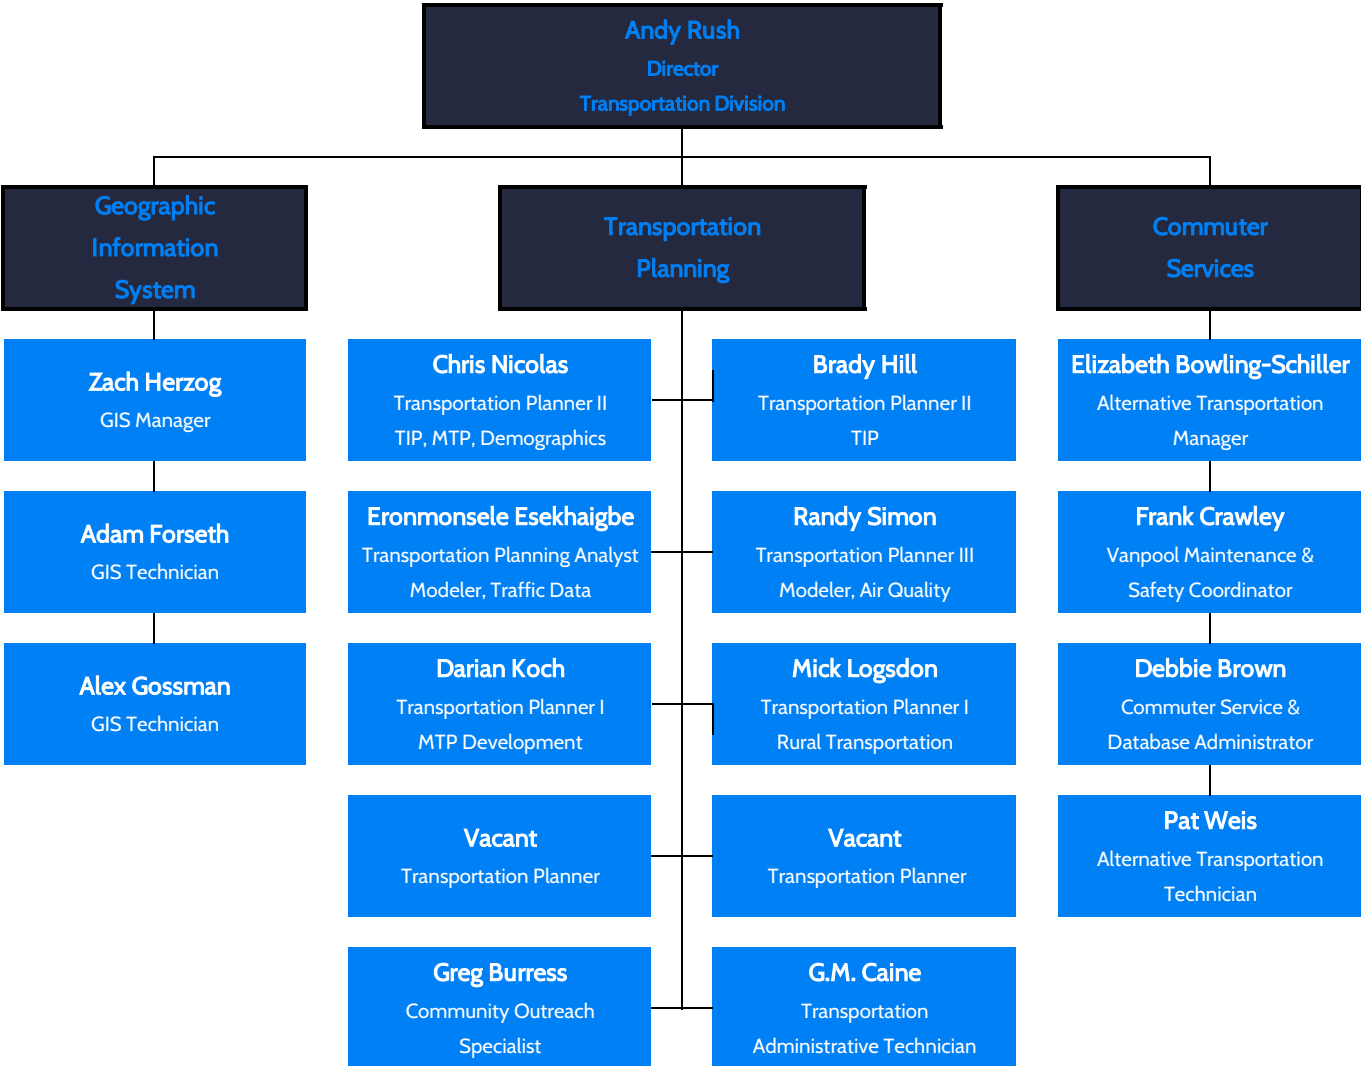 Andy Rush
Director
Transportation Division
Geographic
Information
System
Transportation
Planning
Commuter
Services
Zach Herzog
GIS Manager
Adam Forseth
GIS Technician
Alex Gossman
GIS Technician
Chris Nicolas
Transportation Planner II
TIP, MTP, Demographics
Brady Hill
Transportation Planner II
TIP
Eronmonsele Esekhaigbe
Transportation Planning Analyst
Modeler, Traffic Data
Randy Simon
Transportation Planner III
Modeler, Air Quality
Darian Koch
Transportation Planner I
MTP Development
Mick Logsdon
Transportation Planner I
Rural Transportation
Vacant
Transportation Planner
Vacant
Transportation Planner
Greg Burress
Community Outreach
Specialist
G.M. Caine
Transportation
Administrative Technician
Elizabeth Bowling-Schiller
Alternative Transportation
Manager
Frank Crawley
Vanpool Maintenance &
Safety Coordinator
Debbie Brown
Commuter Service &
Database Administrator
Pat Weis
Alternative Transportation
Technician